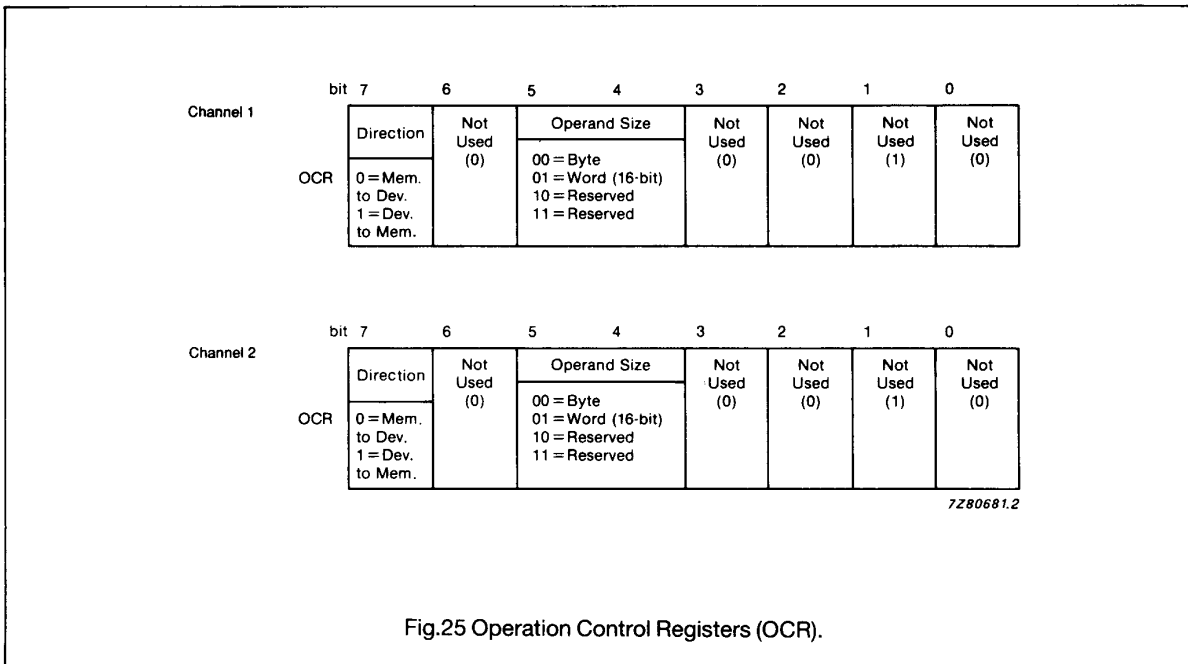 bit 7 6 5 4 3 2 1 0
Channel 1
OCR
Direction
0 = Mem.
to Dev.
1 = Dev.
to Mem.
Not
Used
(0)
Operand Size
00 = Byte
01 = Word (16-bit)
10 = Reserved
11 = Reserved
Not
Used
(0)
Not
Used
(0)
Not
Used
(1)
Not
Used
(0)
bit 7 6 5 4 3 2 1 0
Channel 2
OCR
Direction
0 = Mem.
to Dev.
1 = Dev.
to Mem.
Not
Used
(0)
Operand Size
00 = Byte
01 = Word (16-bit)
10 = Reserved
11 = Reserved
Not
Used
(0)
Not
Used
(0)
Not
Used
(1)
Not
Used
(0)
7Z80681.2
Fig.25 Operation Control Registers (OCR).